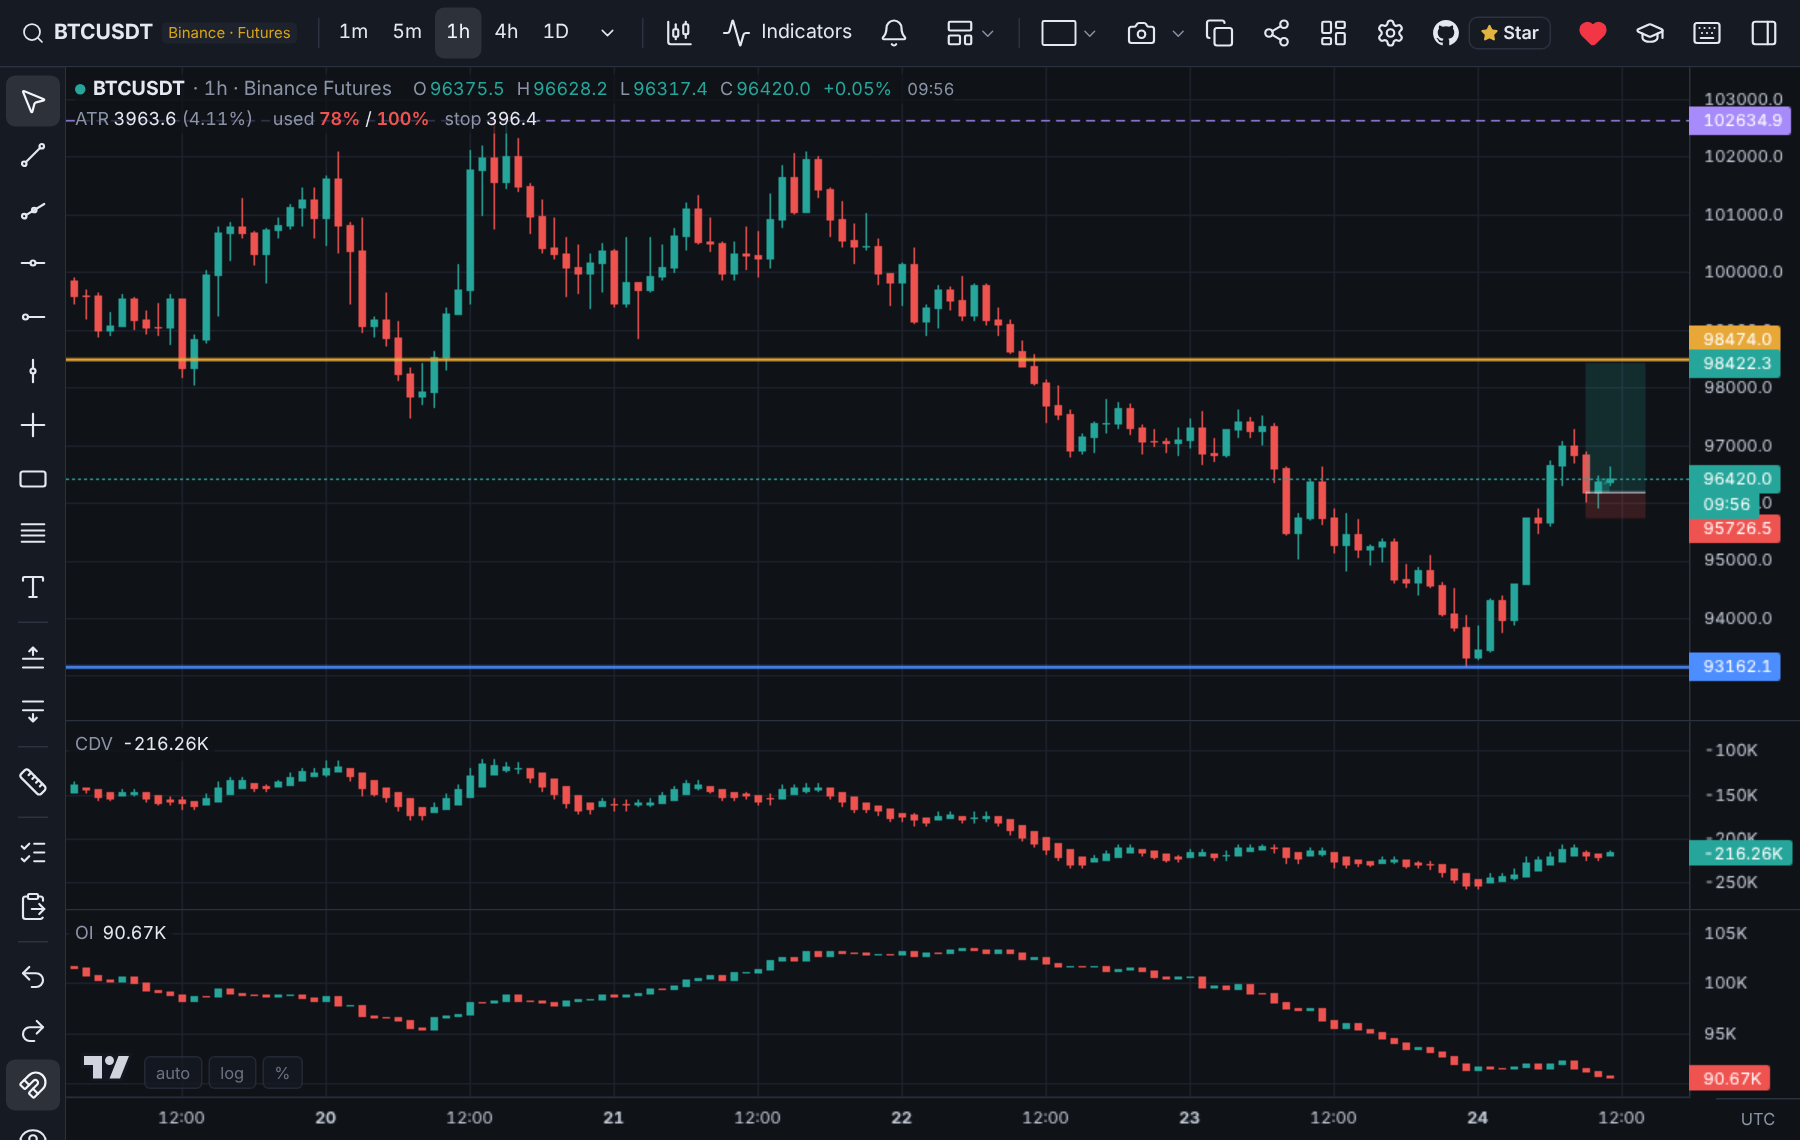 BTCUSDT Binance · Futures 1m 5m 1h 4h 1D Indicators Star
BTCUSDT · 1h · Binance Futures O 96375.5 H 96628.2 L 96317.4 C 96420.0 +0.05% 09:56
ATR 3963.6 (4.11%) used 78% / 100% stop 396.4
103000.0
102634.9
102000.0
101000.0
100000.0
98474.0
98422.3
98000.0
97000.0
96420.0
09:56
95726.5
95000.0
94000.0
93162.1
CDV -216.26K
-100K
-150K
-200K
-216.26K
-250K
OI 90.67K
105K
100K
95K
90.67K
auto log %
12:00 20 12:00 21 12:00 22 12:00 23 12:00 24 12:00 UTC